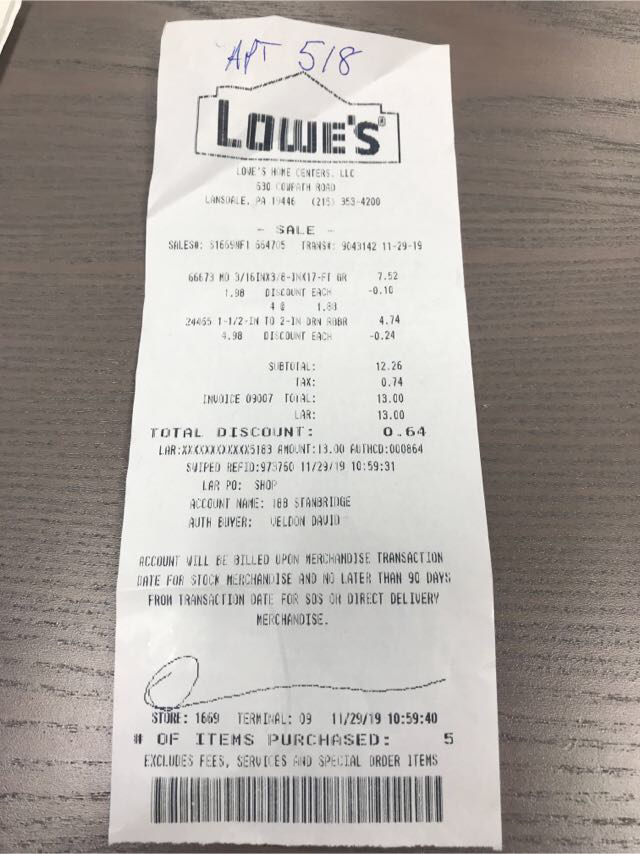 APT 518
LOWE'S
LOWE'S HOME CENTERS, LLC
630 COWPATH ROAD
LANSDALE, PA 19446 (215) 353-4200
- SALE -
SALES#: S1669NF1 664705 TRANS#: 9043142 11-29-19
66673 MD 3/16INX3/8-INX17-FT GR 7.52
1.98 DISCOUNT EACH -0.10
4 @ 1.88
24465 1-1/2-IN TO 2-IN DRN RBBR 4.74
4.98 DISCOUNT EACH -0.24
SUBTOTAL: 12.26
TAX: 0.74
INVOICE 09007 TOTAL: 13.00
LAR: 13.00
TOTAL DISCOUNT: 0.64
LAR:XXXXXXXXXXXX5183 AMOUNT:13.00 AUTHCD:000864
SWIPED REFID:973760 11/29/19 10:59:31
LAR PO: SHOP
ACCOUNT NAME: 188 STANBRIDGE
AUTH BUYER: WELDON DAVID
ACCOUNT WILL BE BILLED UPON MERCHANDISE TRANSACTION
DATE FOR STOCK MERCHANDISE AND NO LATER THAN 90 DAYS
FROM TRANSACTION DATE FOR SOS OR DIRECT DELIVERY
MERCHANDISE.
STORE: 1669 TERMINAL: 09 11/29/19 10:59:40
# OF ITEMS PURCHASED: 5
EXCLUDES FEES, SERVICES AND SPECIAL ORDER ITEMS